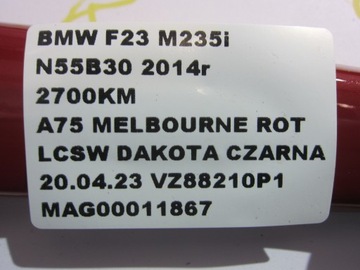 BMW F23 M235i
N55B30 2014r
2700KM
A75 MELBOURNE ROT
LCSW DAKOTA CZARNA
20.04.23 VZ88210P1
MAG00011867